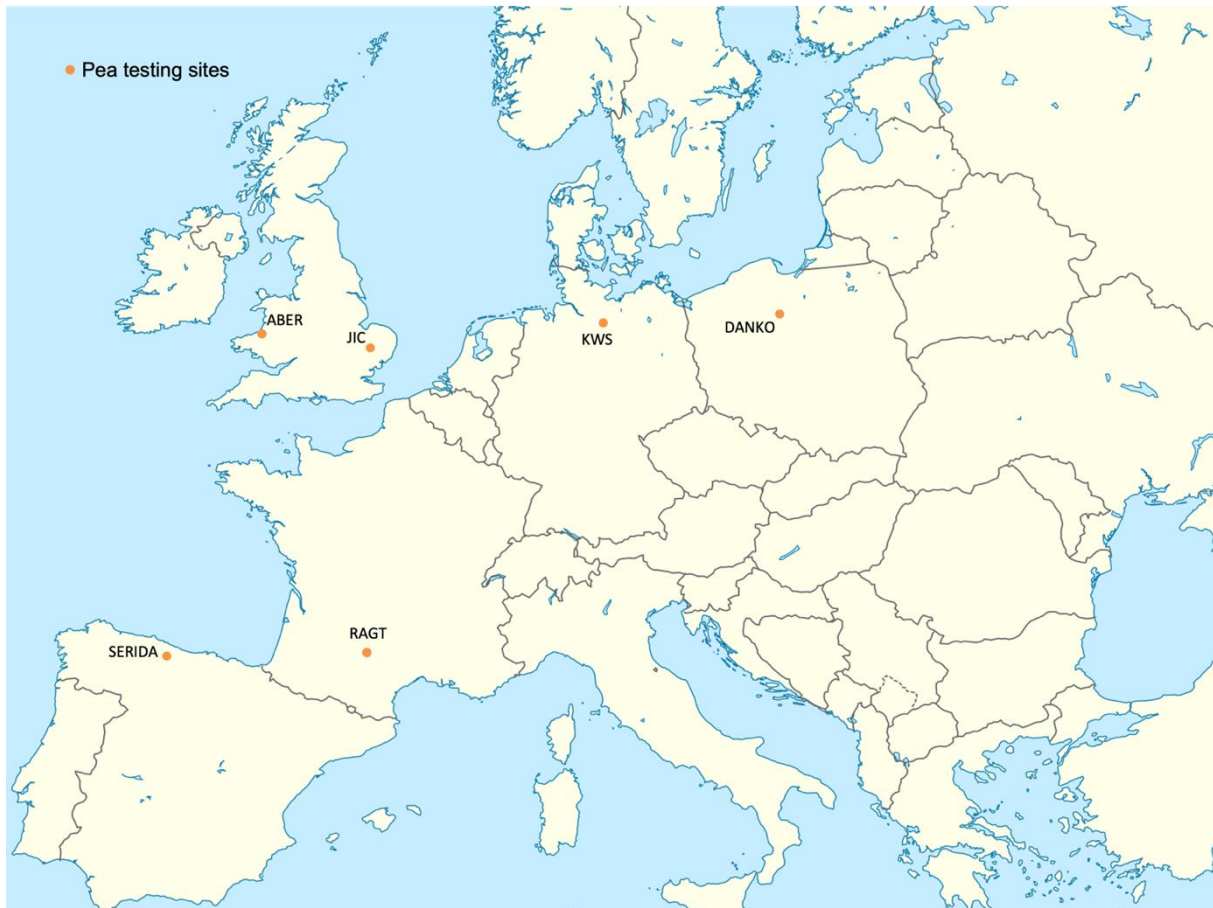 Pea testing sites
ABER
JIC
KWS
DANKO
RAGT
SERIDA